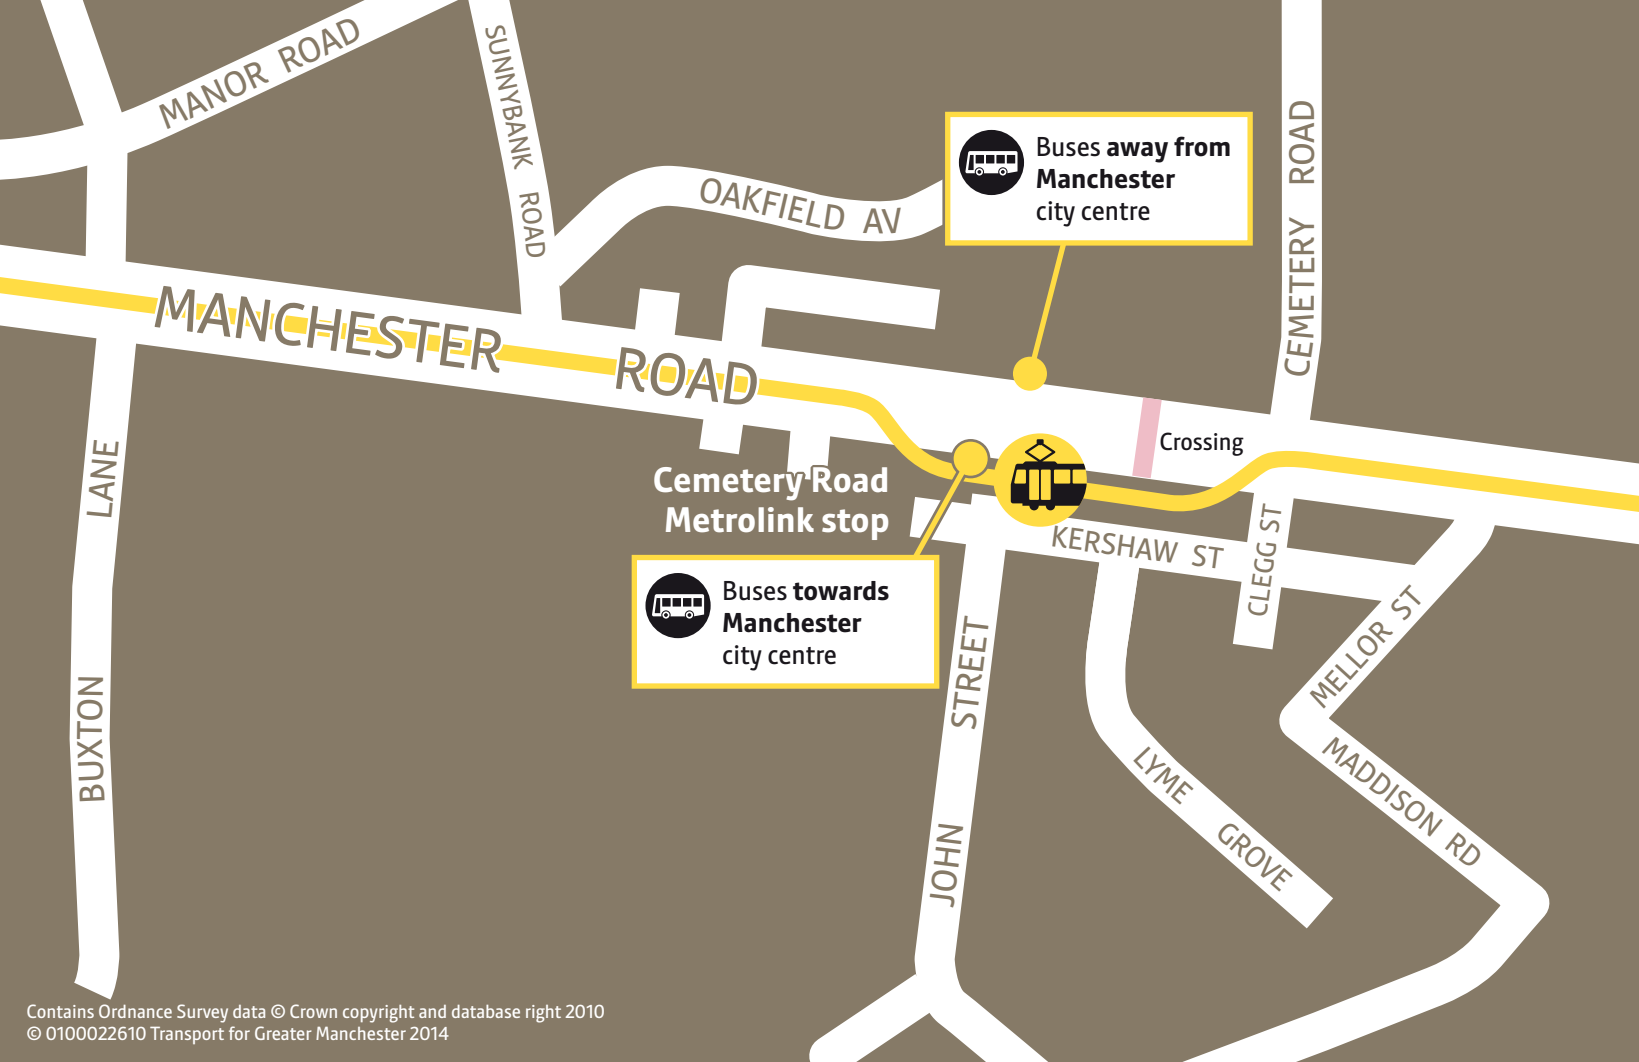 MANOR ROAD
SUNNYBANK ROAD
OAKFIELD AV
Buses away from
Manchester
city centre
CEMETERY ROAD
MANCHESTER ROAD
Crossing
Cemetery Road
Metrolink stop
KERSHAW ST
CLEGG ST
Buses towards
Manchester
city centre
BUXTON LANE
JOHN STREET
MELLOR ST
LYME GROVE
MADDISON RD
Contains Ordnance Survey data © Crown copyright and database right 2010
© 0100022610 Transport for Greater Manchester 2014